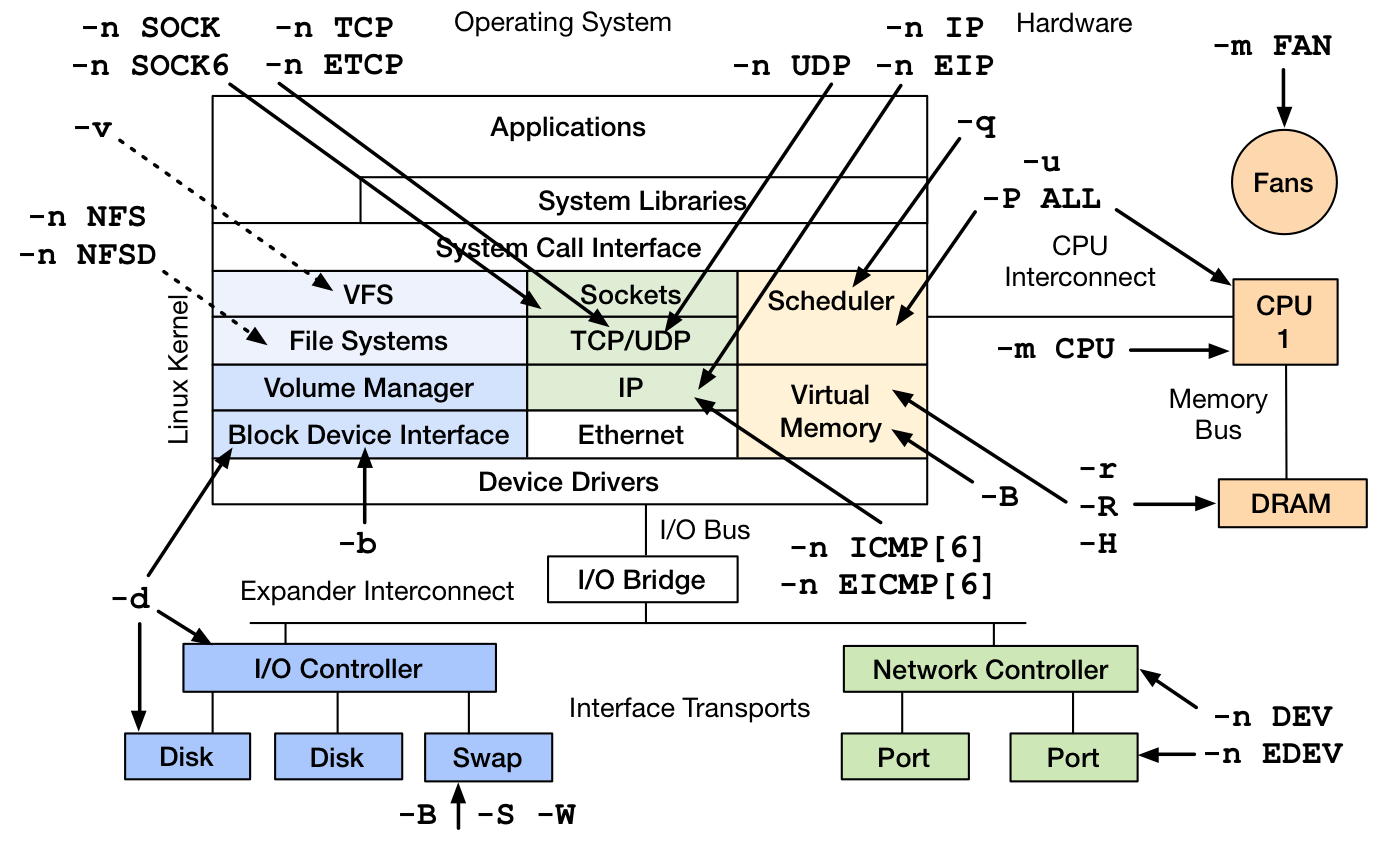 -n SOCK
-n SOCK6
-n TCP
-n ETCP
Operating System
-n UDP
-n IP
-n EIP
Hardware
-m FAN
Fans
-v
Applications
-q
-u
-P ALL
-n NFS
-n NFSD
System Libraries
System Call Interface
CPU
Interconnect
Linux Kernel
VFS
Sockets
Scheduler
CPU
1
File Systems
TCP/UDP
-m CPU
Volume Manager
IP
Virtual
Memory
Memory
Bus
Block Device Interface
Ethernet
Device Drivers
-B
-r
-R
-H
DRAM
-b
I/O Bus
-n ICMP[6]
-n EICMP[6]
-d
Expander Interconnect
I/O Bridge
I/O Controller
Network Controller
Interface Transports
-n DEV
-n EDEV
Disk
Disk
Swap
Port
Port
-B
-S -W